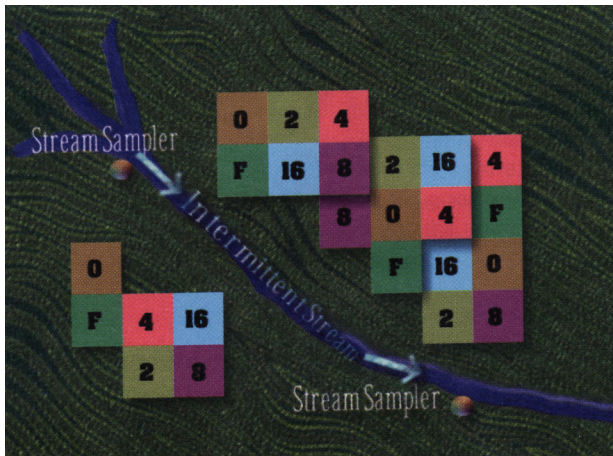 0 2 4
Stream Sampler
F 16 8
2 16 4
8 0 4 F
Intermittent Stream
0
F 16 0
F 4 16
2 8
2 8
Stream Sampler